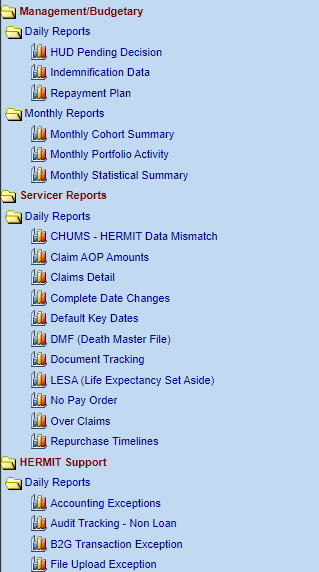 Management/Budgetary
Daily Reports
HUD Pending Decision
Indemnification Data
Repayment Plan
Monthly Reports
Monthly Cohort Summary
Monthly Portfolio Activity
Monthly Statistical Summary
Servicer Reports
Daily Reports
CHUMS - HERMIT Data Mismatch
Claim AOP Amounts
Claims Detail
Complete Date Changes
Default Key Dates
DMF (Death Master File)
Document Tracking
LESA (Life Expectancy Set Aside)
No Pay Order
Over Claims
Repurchase Timelines
HERMIT Support
Daily Reports
Accounting Exceptions
Audit Tracking - Non Loan
B2G Transaction Exception
File Upload Exception